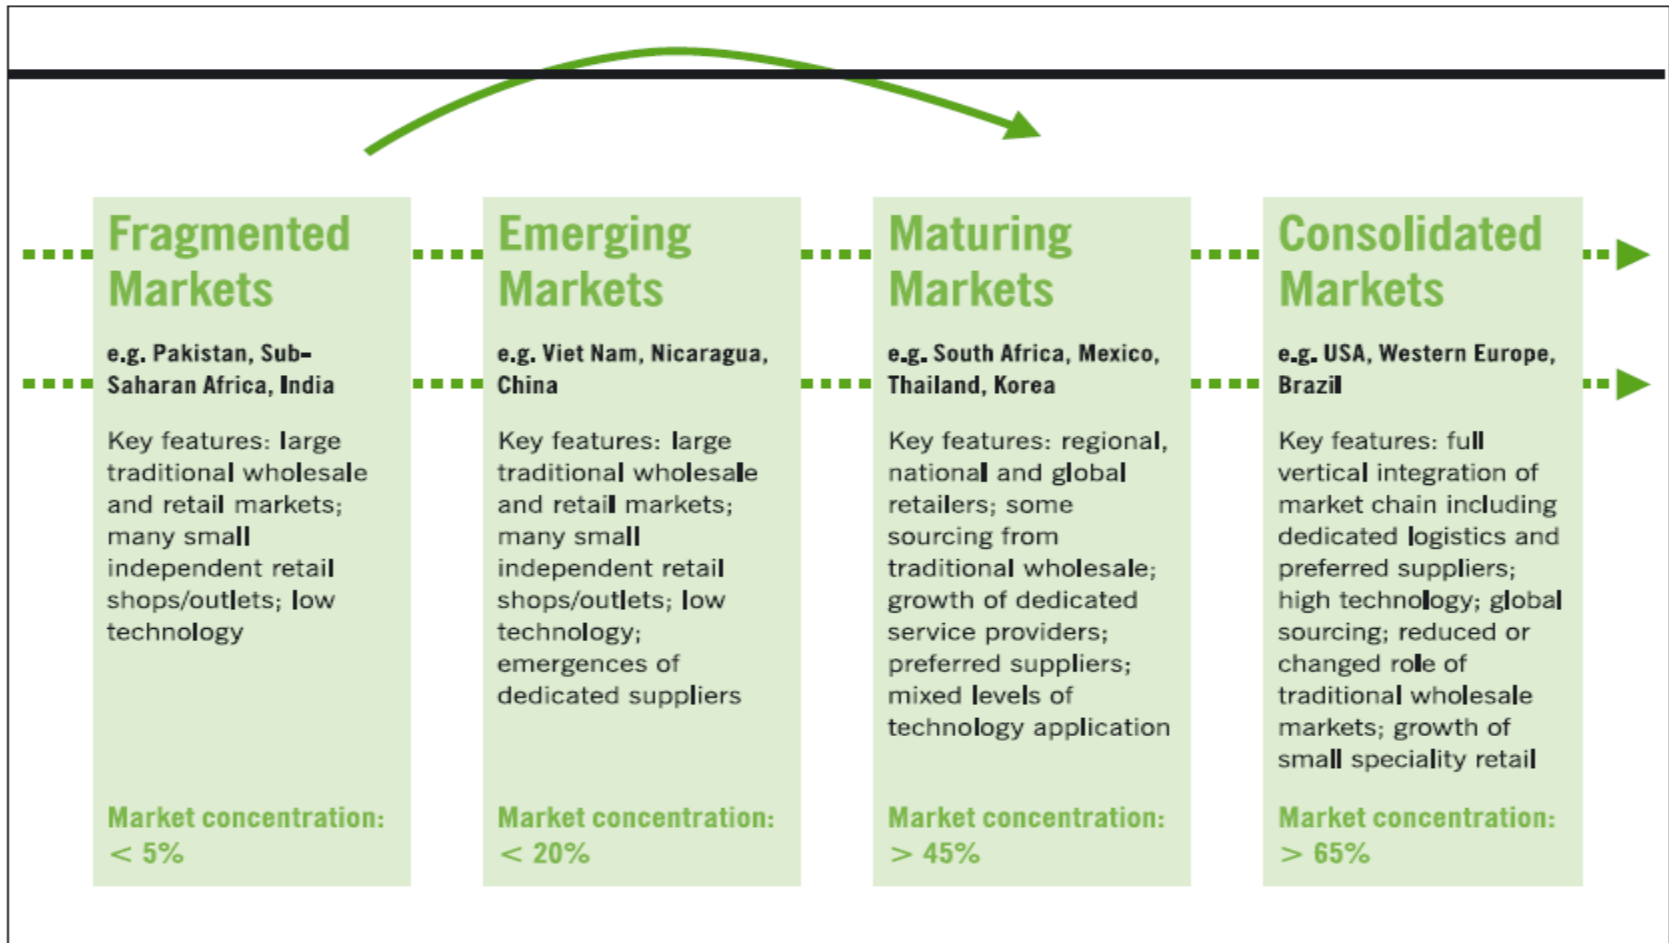 Fragmented
Markets
e.g. Pakistan, Sub-
Saharan Africa, India
Key features: large
traditional wholesale
and retail markets;
many small
independent retail
shops/outlets; low
technology
Market concentration:
< 5%
Emerging
Markets
e.g. Viet Nam, Nicaragua,
China
Key features: large
traditional wholesale
and retail markets;
many small
independent retail
shops/outlets; low
technology;
emergences of
dedicated suppliers
Market concentration:
< 20%
Maturing
Markets
e.g. South Africa, Mexico,
Thailand, Korea
Key features: regional,
national and global
retailers; some
sourcing from
traditional wholesale;
growth of dedicated
service providers;
preferred suppliers;
mixed levels of
technology application
Market concentration:
> 45%
Consolidated
Markets
e.g. USA, Western Europe,
Brazil
Key features: full
vertical integration of
market chain including
dedicated logistics and
preferred suppliers;
high technology; global
sourcing; reduced or
changed role of
traditional wholesale
markets; growth of
small speciality retail
Market concentration:
> 65%